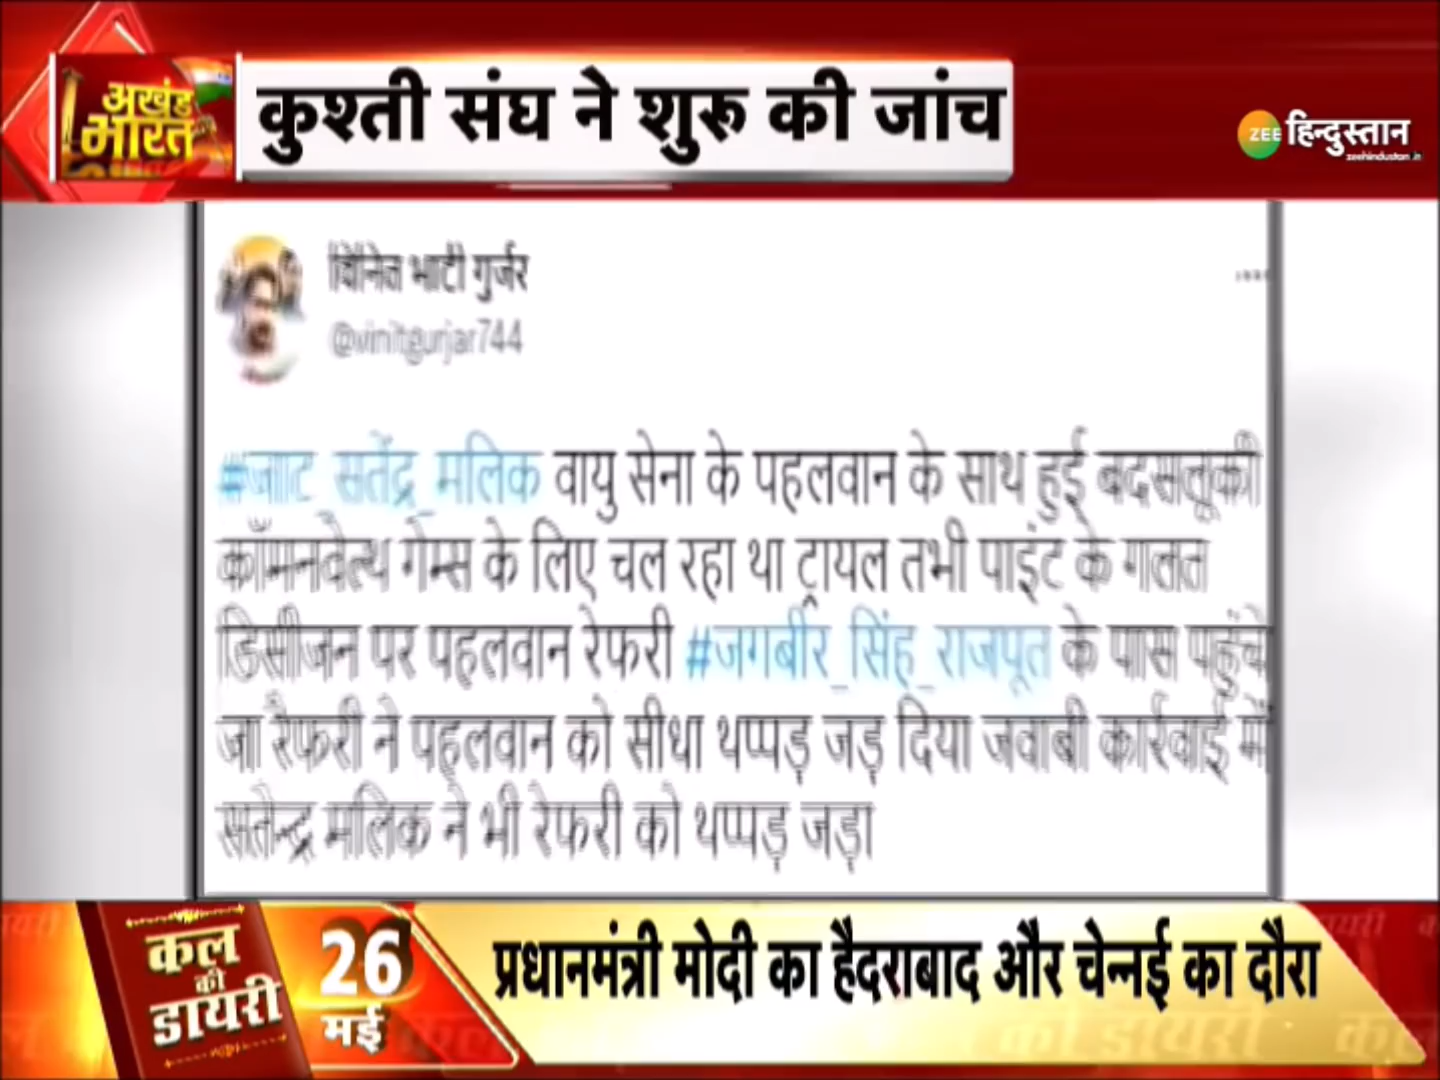 अखंड
भारत
कुश्ती संघ ने शुरू की जांच
ZEE हिन्दुस्तान
zeehindustan.in
विनित भाटी गुर्जर
@vinitgurjar744
#जाट_सतेंद्र_मलिक वायु सेना के पहलवान के साथ हुई बदसलूकी
कॉमनवेल्थ गेम्स के लिए चल रहा था ट्रायल तभी पाइंट के गलत
डिसीजन पर पहलवान रेफरी #जगबीर_सिंह_राजपूत के पास पहुंचे
जा रैफरी ने पहलवान को सीधा थप्पड़ जड़ दिया जवाबी कार्रवाई में
सतेन्द्र मलिक ने भी रेफरी को थप्पड़ जड़ा
कल
की
डायरी
26
मई
प्रधानमंत्री मोदी का हैदराबाद और चेन्नई का दौरा